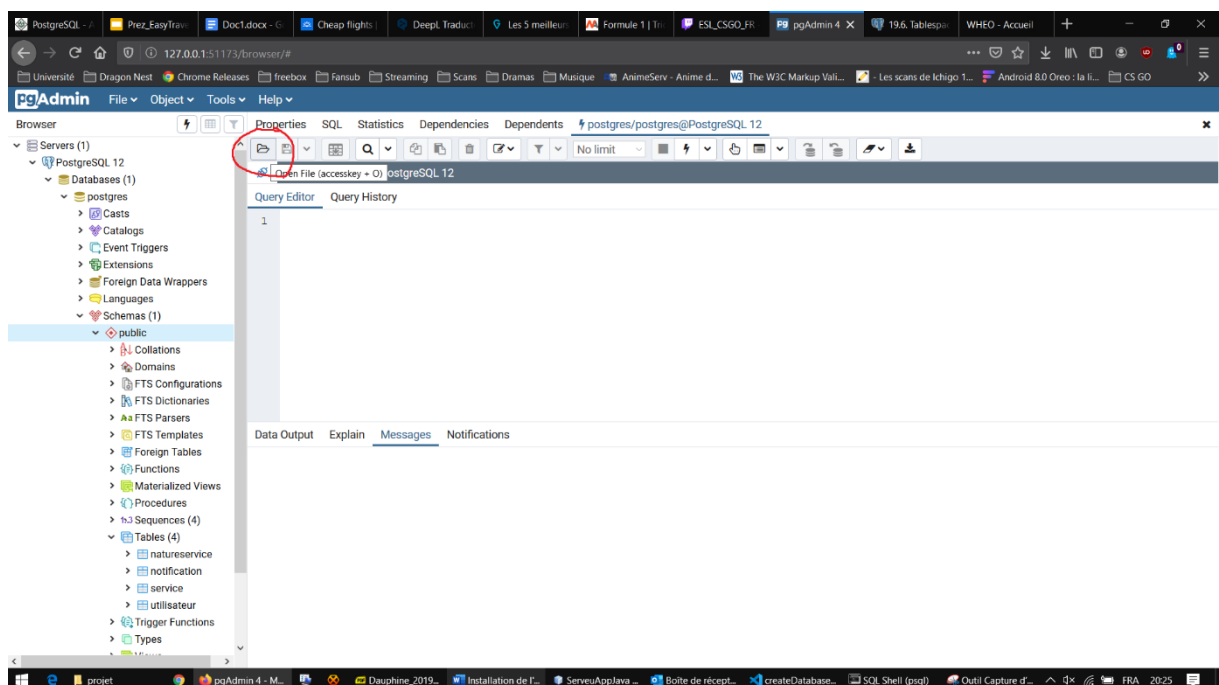 PostgreSQL - A
Prez_EasyTrave
Doc1.docx - G
Cheap flights |
DeepL Traduct
Les 5 meilleurs
Formule 1 | Tr
ESL_CSGO_FR
pgAdmin 4
19.6. Tablespac
WHEO - Accueil
127.0.0.1:51173/browser/#
Université
Dragon Nest
Chrome Releases
freebox
Fansub
Streaming
Scans
Dramas
Musique
AnimeServ - Anime d...
The W3C Markup Vali...
- Les scans de Ichigo 1...
Android 8.0 Oreo : la li...
CS GO
pgAdmin File Object Tools Help
Browser
Properties SQL Statistics Dependencies Dependents postgres/postgres@PostgreSQL 12
No limit
Open File (accesskey + O) ostgreSQL 12
Query Editor Query History
1
Servers (1)
PostgreSQL 12
Databases (1)
postgres
Casts
Catalogs
Event Triggers
Extensions
Foreign Data Wrappers
Languages
Schemas (1)
public
Collations
Domains
FTS Configurations
FTS Dictionaries
Aa FTS Parsers
FTS Templates
Foreign Tables
Functions
Materialized Views
Procedures
1..3 Sequences (4)
Tables (4)
natureservice
notification
service
utilisateur
Trigger Functions
Types
Data Output Explain Messages Notifications
projet
pgAdmin 4 - M...
Dauphine_2019...
Installation de l'...
ServeuAppJava ...
Boîte de récept...
createDatabase...
SQL Shell (psql)
Outil Capture d'...
FRA 2025